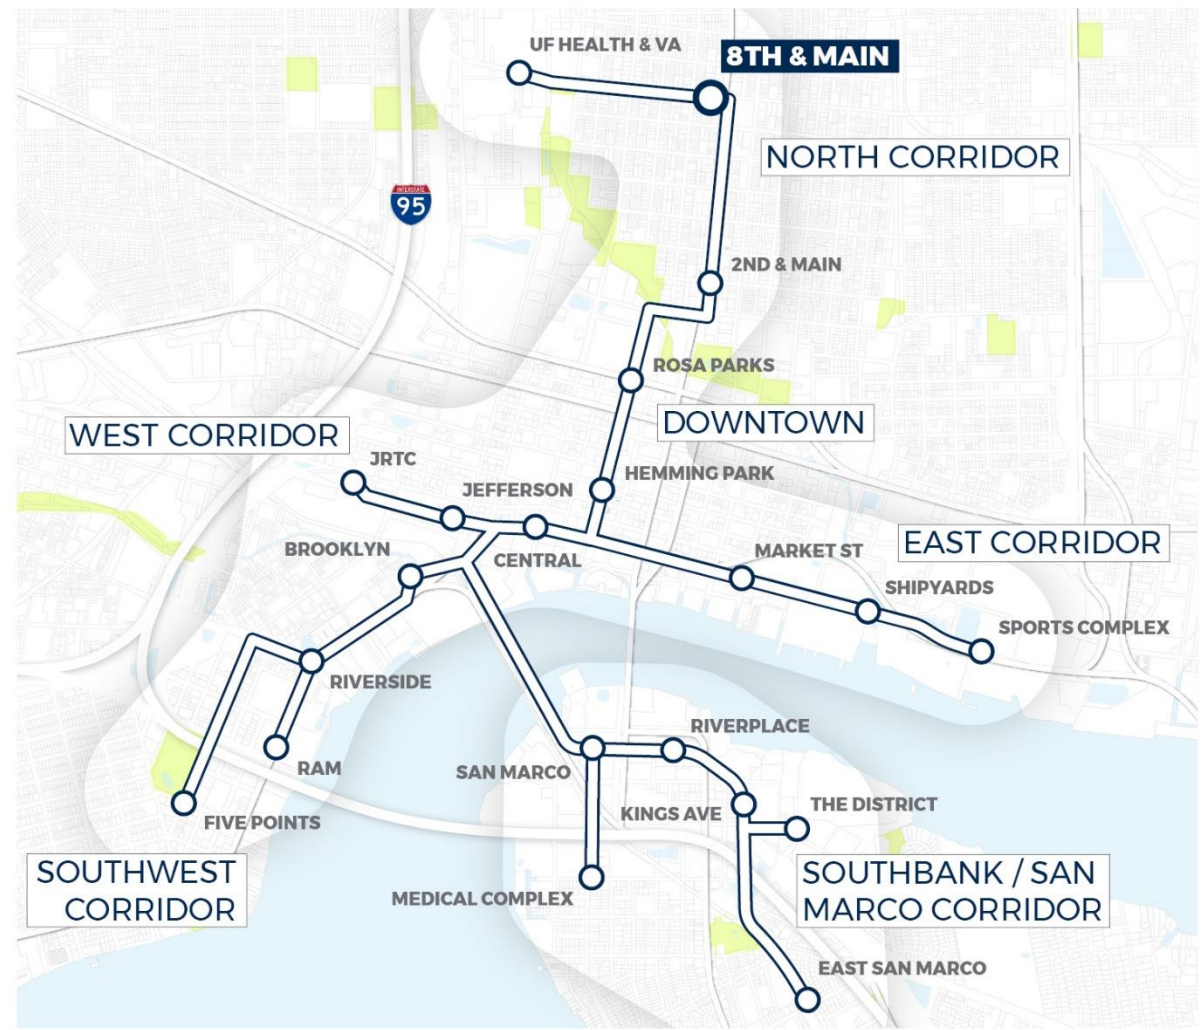 UF HEALTH & VA
8TH & MAIN
NORTH CORRIDOR
INTERSTATE
95
2ND & MAIN
ROSA PARKS
DOWNTOWN
WEST CORRIDOR
JRTC
HEMMING PARK
JEFFERSON
BROOKLYN
CENTRAL
MARKET ST
EAST CORRIDOR
SHIPYARDS
SPORTS COMPLEX
RIVERSIDE
RIVERPLACE
RAM
SAN MARCO
KINGS AVE
THE DISTRICT
FIVE POINTS
SOUTHWEST
CORRIDOR
SOUTHBANK / SAN
MARCO CORRIDOR
MEDICAL COMPLEX
EAST SAN MARCO